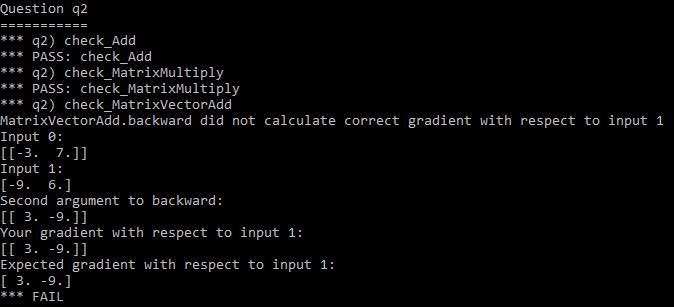 Question q2
===========
*** q2) check_Add
*** PASS: check_Add
*** q2) check_MatrixMultiply
*** PASS: check_MatrixMultiply
*** q2) check_MatrixVectorAdd
MatrixVectorAdd.backward did not calculate correct gradient with respect to input 1
Input 0:
[[-3.  7.]]
Input 1:
[-9.  6.]
Second argument to backward:
[[ 3. -9.]]
Your gradient with respect to input 1:
[[ 3. -9.]]
Expected gradient with respect to input 1:
[ 3. -9.]
*** FAIL